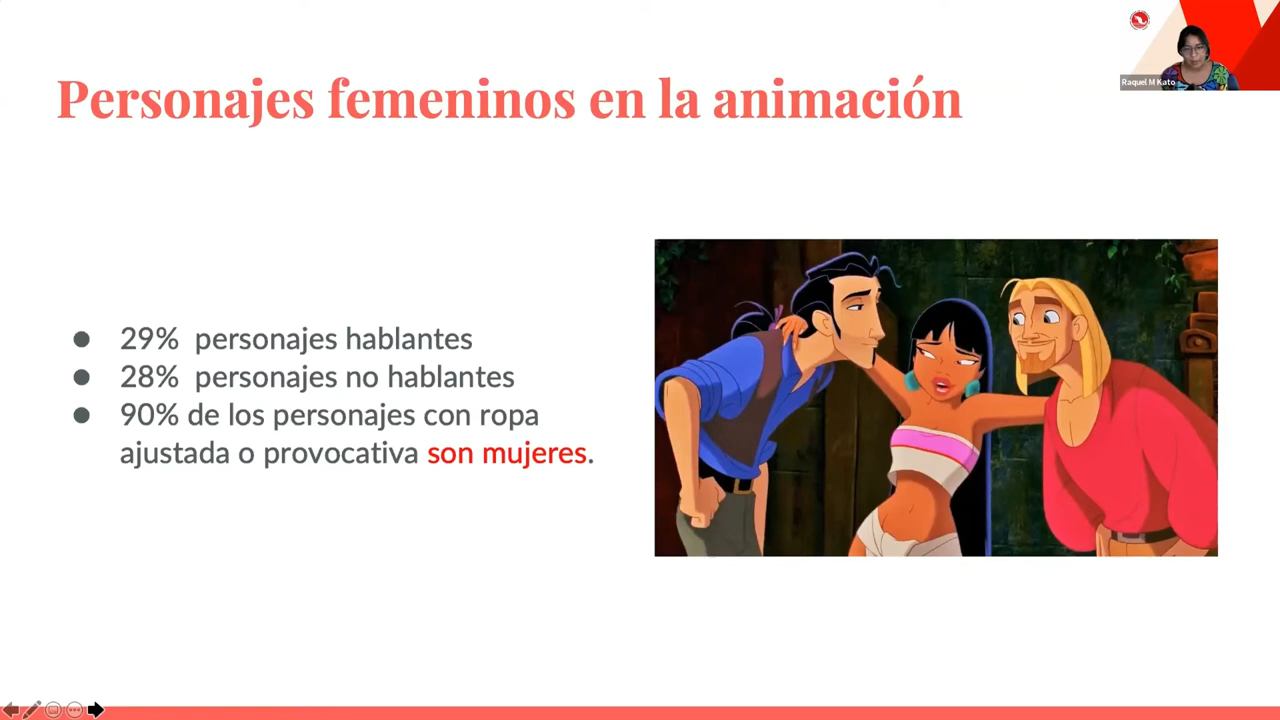 Raquel M Kato
Personajes femeninos en la animación
● 29% personajes hablantes
● 28% personajes no hablantes
● 90% de los personajes con ropa
ajustada o provocativa son mujeres.